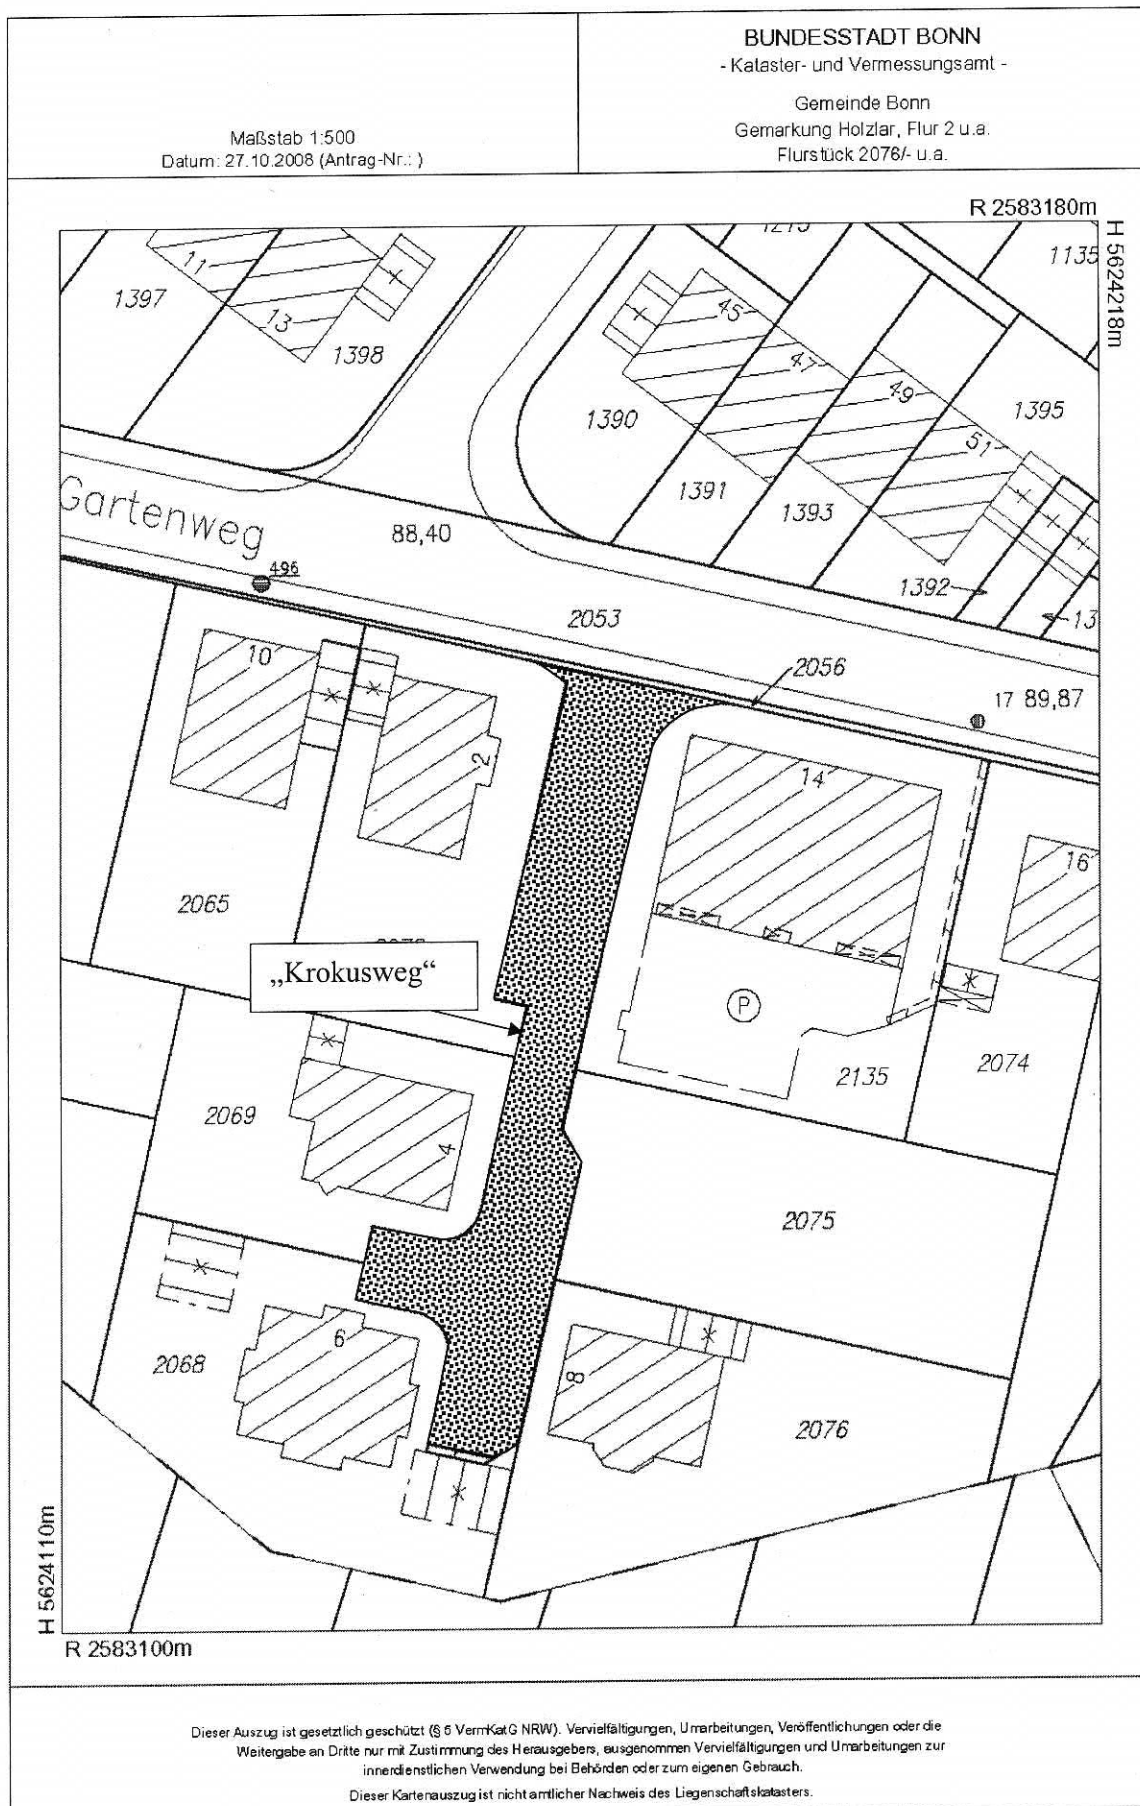 BUNDESSTADT BONN
- Kataster- und Vermessungsamt -
Gemeinde Bonn
Gemarkung Holzlar, Flur 2 u.a.
Flurstück 2076/- u.a.
Maßstab 1:500
Datum: 27.10.2008 (Antrag-Nr.: )
R 2583180m
H 5624218m
1135
11
13
1397
1398
45
47
49
51
1390
1391
1393
1395
1392
13
Gartenweg
88,40
496
2053
2056
17 89,87
10
2
14
16
2065
„Krokusweg“
P
2135
2074
2069
4
2075
6
8
2068
2076
H 5624110m
R 2583100m
Dieser Auszug ist gesetztlich geschützt (§ 5 VermKatG NRW). Vervielfältigungen, Umarbeitungen, Veröffentlichungen oder die
Weitergabe an Dritte nur mit Zustimmung des Herausgebers, ausgenommen Vervielfältigungen und Umarbeitungen zur
innerdienstlichen Verwendung bei Behörden oder zum eigenen Gebrauch.
Dieser Kartenauszug ist nicht amtlicher Nachweis des Liegenschaftskatasters.